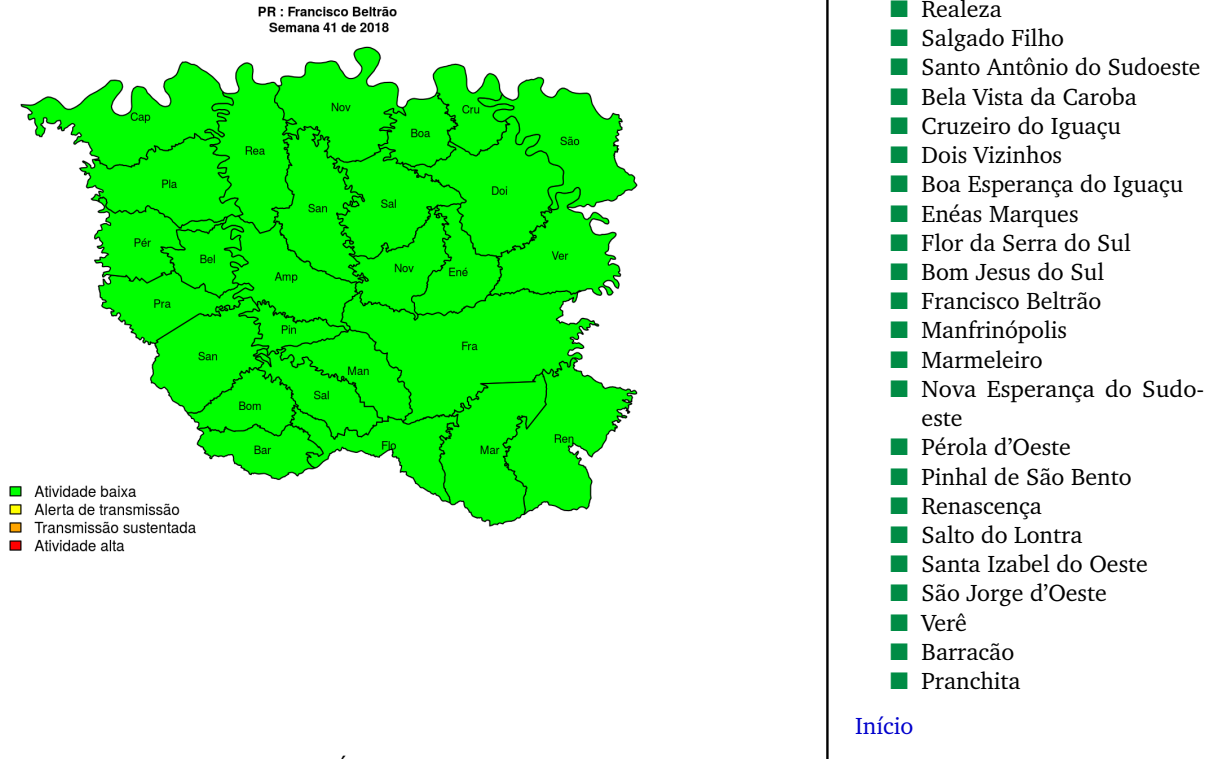 PR : Francisco Beltrão
Semana 41 de 2018
Cap
Nov
Cru
Boa
São
Rea
Pla
Doi
San
Sal
Pér
Bel
Nov
Ené
Ver
Amp
Pra
Pin
Fra
San
Man
Sal
Bom
Bar
Flo
Mar
Ren
Atividade baixa
Alerta de transmissão
Transmissão sustentada
Atividade alta
Realeza
Salgado Filho
Santo Antônio do Sudoeste
Bela Vista da Caroba
Cruzeiro do Iguaçu
Dois Vizinhos
Boa Esperança do Iguaçu
Enéas Marques
Flor da Serra do Sul
Bom Jesus do Sul
Francisco Beltrão
Manfrinópolis
Marmeleiro
Nova Esperança do Sudo-
este
Pérola d'Oeste
Pinhal de São Bento
Renascença
Salto do Lontra
Santa Izabel do Oeste
São Jorge d'Oeste
Verê
Barracão
Pranchita
Início